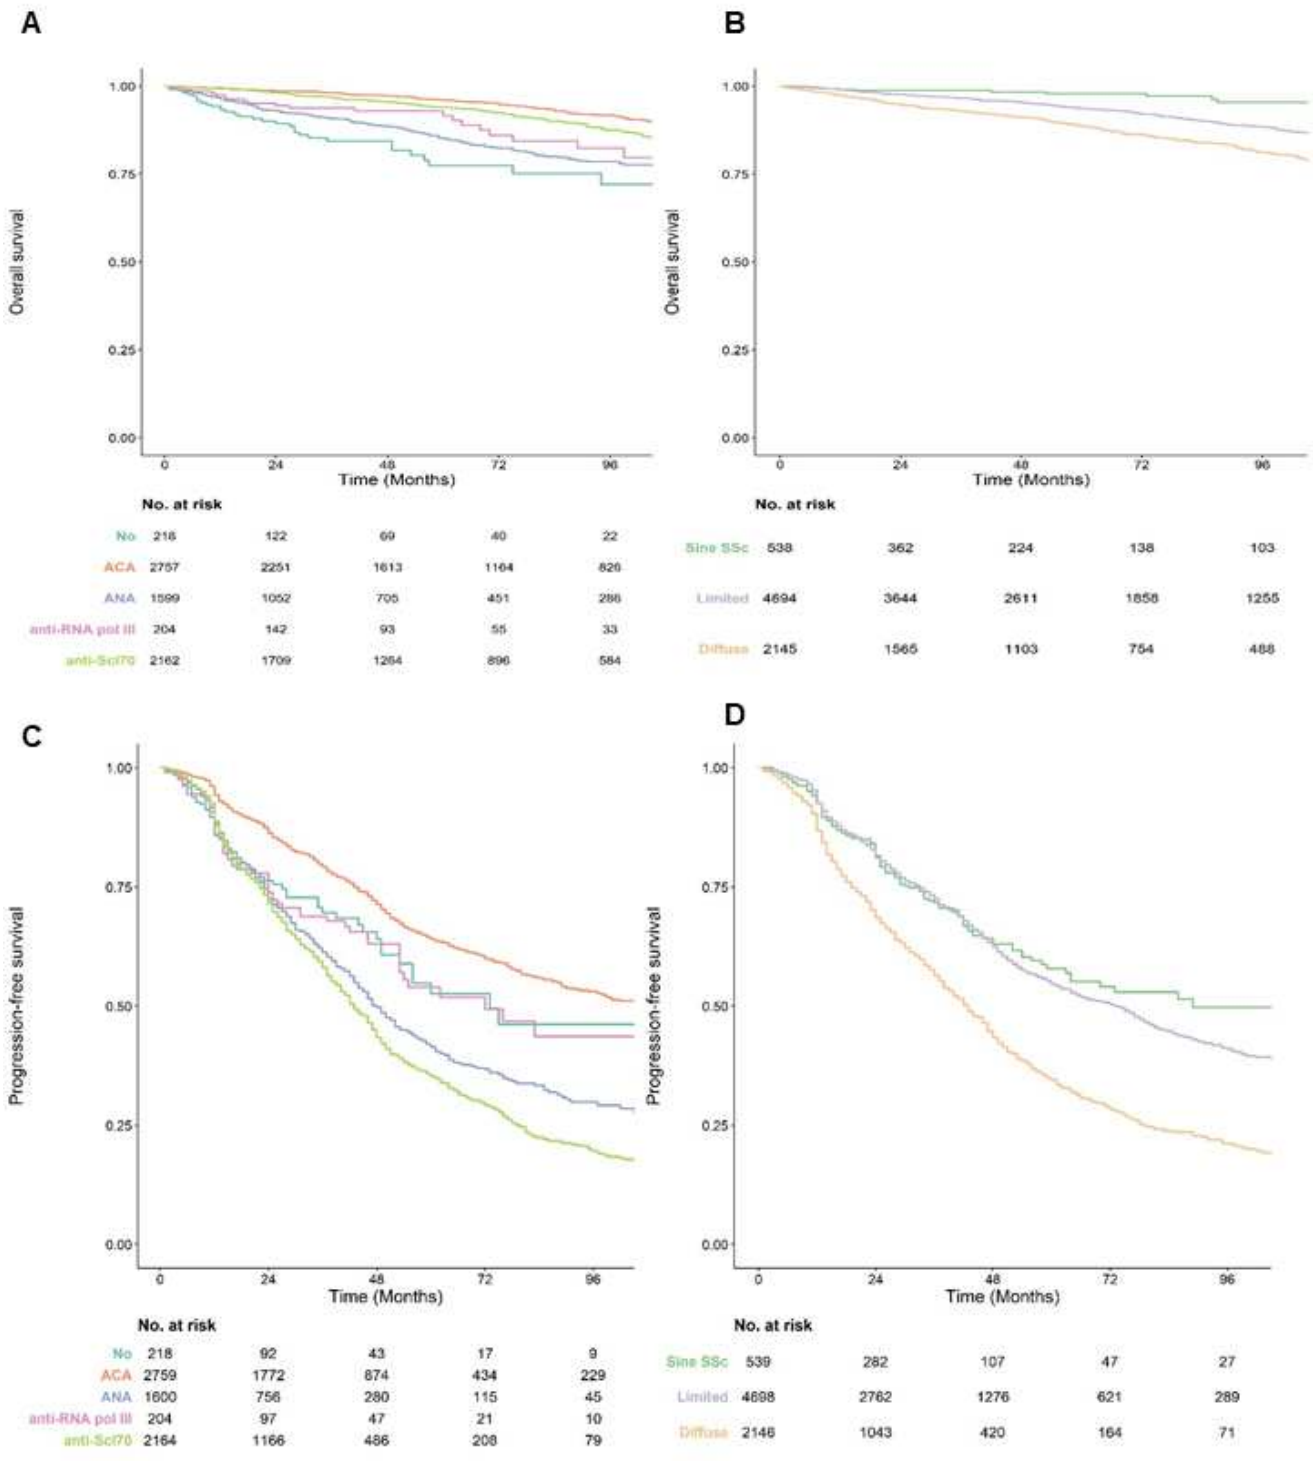 A
B
1.00
0.75
0.50
0.25
0.00
Overall survival
0 24 48 72 96
Time (Months)
1.00
0.75
0.50
0.25
0.00
Overall survival
0 24 48 72 96
Time (Months)
No. at risk
No 218 122 69 40 22
ACA 2757 2251 1613 1164 826
ANA 1599 1052 705 451 286
anti-RNA pol III 204 142 93 55 33
anti-Scl70 2162 1709 1264 896 584
No. at risk
Sine SSc 538 362 224 138 103
Limited 4694 3644 2611 1858 1255
Diffuse 2145 1565 1103 754 488
C
D
1.00
0.75
0.50
0.25
0.00
Progression-free survival
0 24 48 72 96
Time (Months)
1.00
0.75
0.50
0.25
0.00
Progression-free survival
0 24 48 72 96
Time (Months)
No. at risk
No 218 92 43 17 9
ACA 2759 1772 874 434 229
ANA 1600 756 280 115 45
anti-RNA pol III 204 97 47 21 10
anti-Scl70 2164 1166 486 208 79
No. at risk
Sine SSc 539 282 107 47 27
Limited 4698 2762 1276 621 289
Diffuse 2146 1043 420 164 71